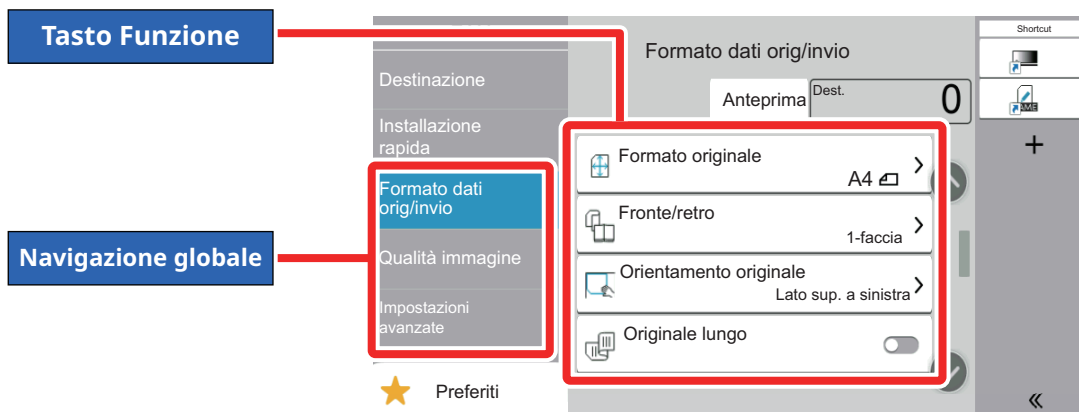 Tasto Funzione
Navigazione globale
Destinazione
Installazione
rapida
Formato dati
orig/invio
Qualità immagine
Impostazioni
avanzate
Preferiti
Formato dati orig/invio
Anteprima
Dest.
0
Formato originale
A4
Fronte/retro
1-faccia
Orientamento originale
Lato sup. a sinistra
Originale lungo
Shortcut
+
«